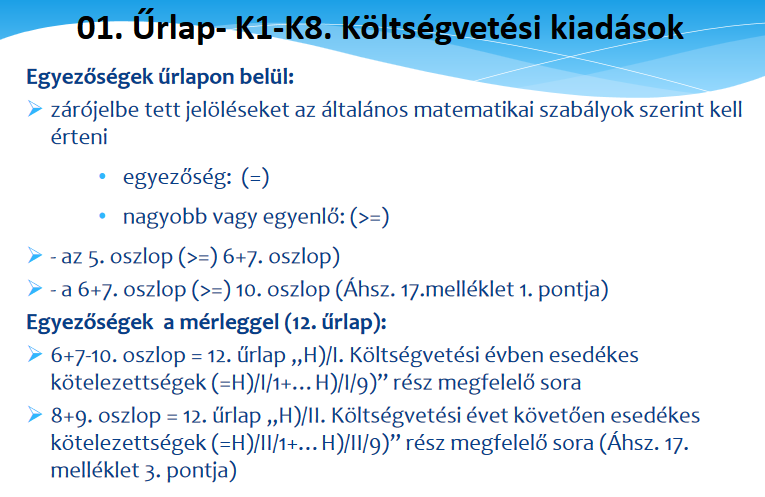 01. Űrlap- K1-K8. Költségvetési kiadások
Egyezőségek űrlapon belül:
➢ zárójelbe tett jelöléseket az általános matematikai szabályok szerint kell
érteni
• egyezőség: (=)
• nagyobb vagy egyenlő: (>=)
➢ - az 5. oszlop (>=) 6+7. oszlop)
➢ - a 6+7. oszlop (>=) 10. oszlop (Áhsz. 17.melléklet 1. pontja)
Egyezőségek a mérleggel (12. űrlap):
➢ 6+7-10. oszlop = 12. űrlap „H)/I. Költségvetési évben esedékes
kötelezettségek (=H)/I/1+…H)/I/9)” rész megfelelő sora
➢ 8+9. oszlop = 12. űrlap „H)/II. Költségvetési évet követően esedékes
kötelezettségek (=H)/II/1+…H)/II/9)” rész megfelelő sora (Áhsz. 17.
melléklet 3. pontja)